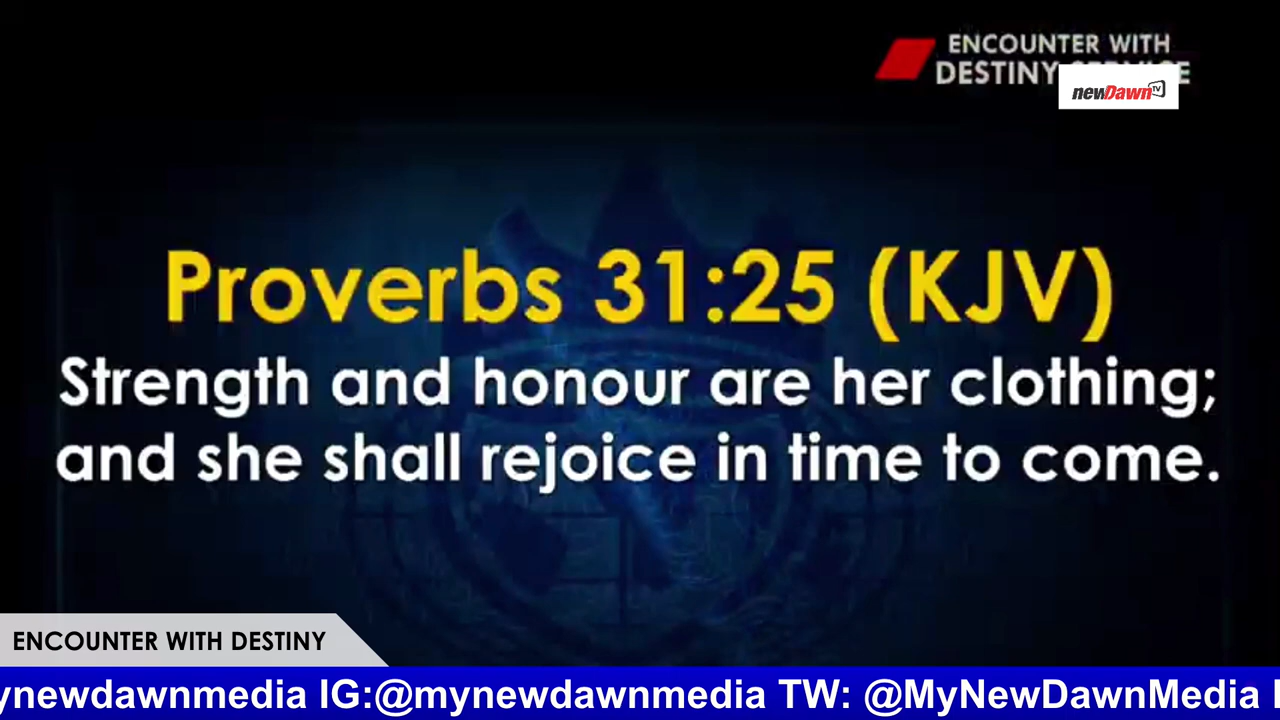 ENCOUNTER WITH
DESTINY
newDawn TV
Proverbs 31:25 (KJV)
Strength and honour are her clothing;
and she shall rejoice in time to come.
ENCOUNTER WITH DESTINY
ynewdawnmedia IG:@mynewdawnmedia TW: @MyNewDawnMedia